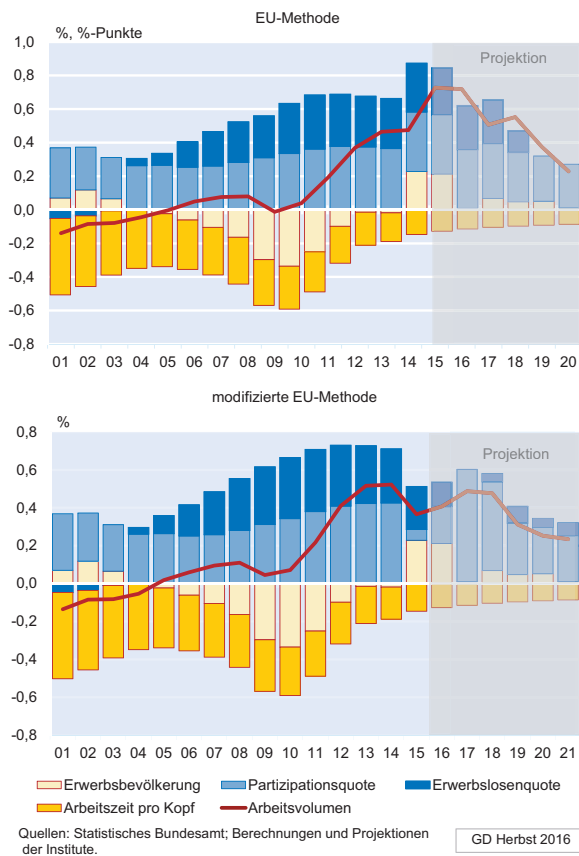 EU-Methode
%, %-Punkte
Projektion
1,0
0,8
0,6
0,4
0,2
0,0
-0,2
-0,4
-0,6
-0,8
01 02 03 04 05 06 07 08 09 10 11 12 13 14 15 16 17 18 19 20
modifizierte EU-Methode
%
Projektion
0,8
0,6
0,4
0,2
0,0
-0,2
-0,4
-0,6
-0,8
01 02 03 04 05 06 07 08 09 10 11 12 13 14 15 16 17 18 19 20 21
Erwerbsbevölkerung Partizipationsquote Erwerbslosenquote
Arbeitszeit pro Kopf Arbeitsvolumen
Quellen: Statistisches Bundesamt; Berechnungen und Projektionen
der Institute.
GD Herbst 2016